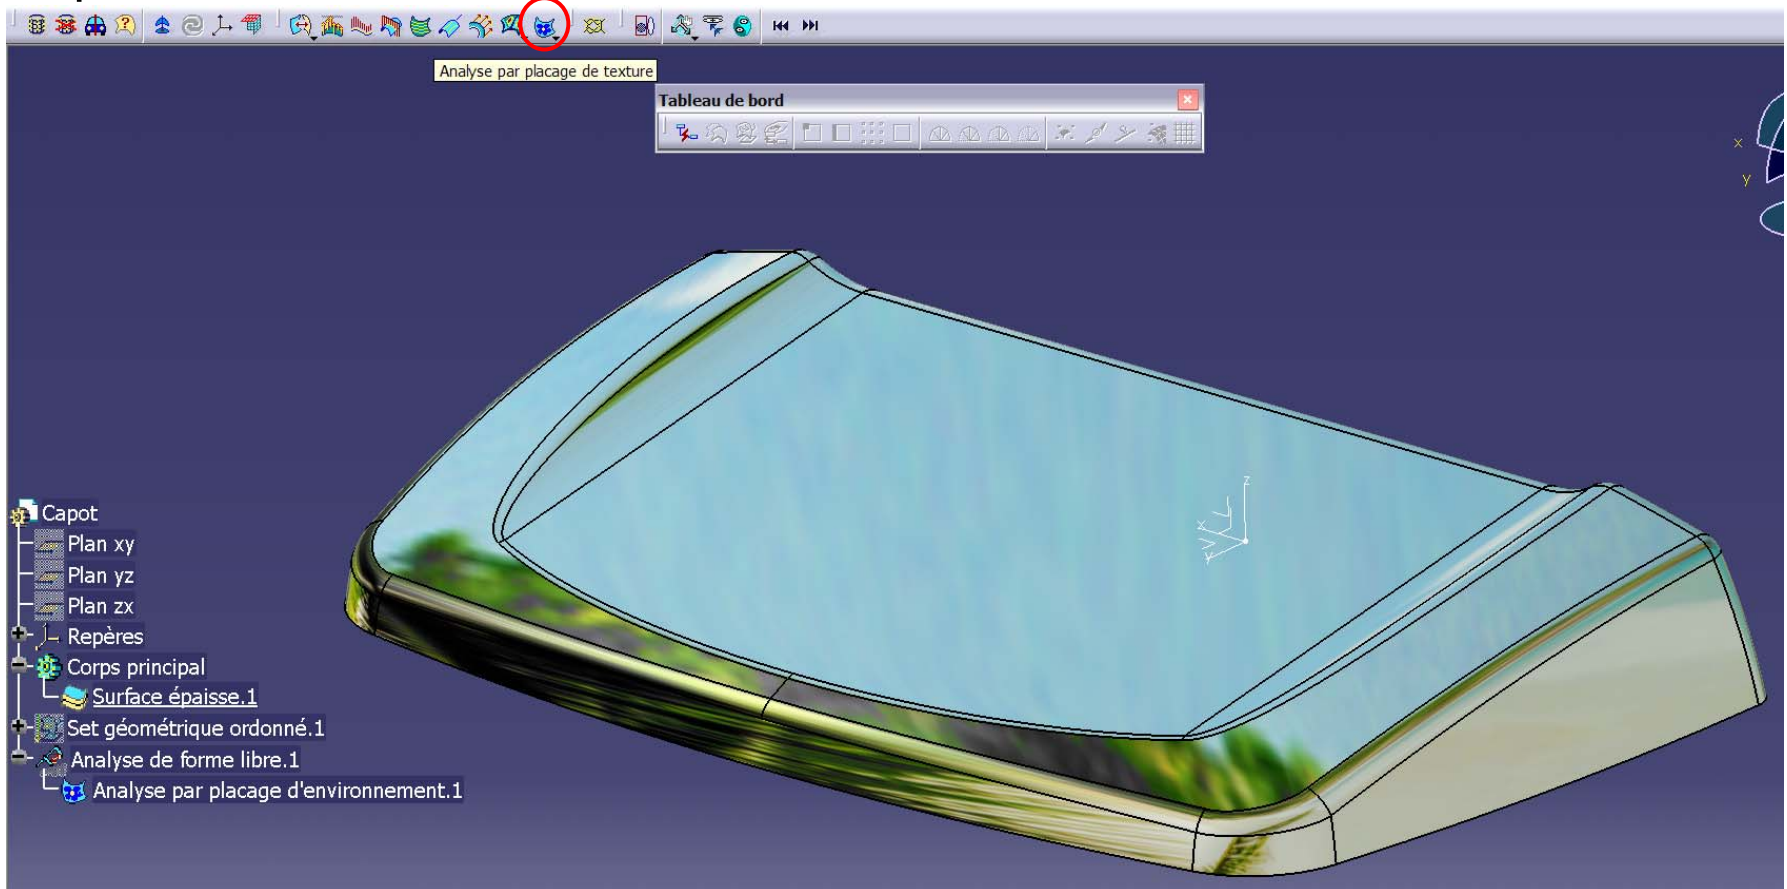 Analyse par placage de texture
Tableau de bord
x
y
z
x
y
Capot
Plan xy
Plan yz
Plan zx
Repères
Corps principal
Surface épaisse.1
Set géométrique ordonné.1
Analyse de forme libre.1
Analyse par placage d'environnement.1